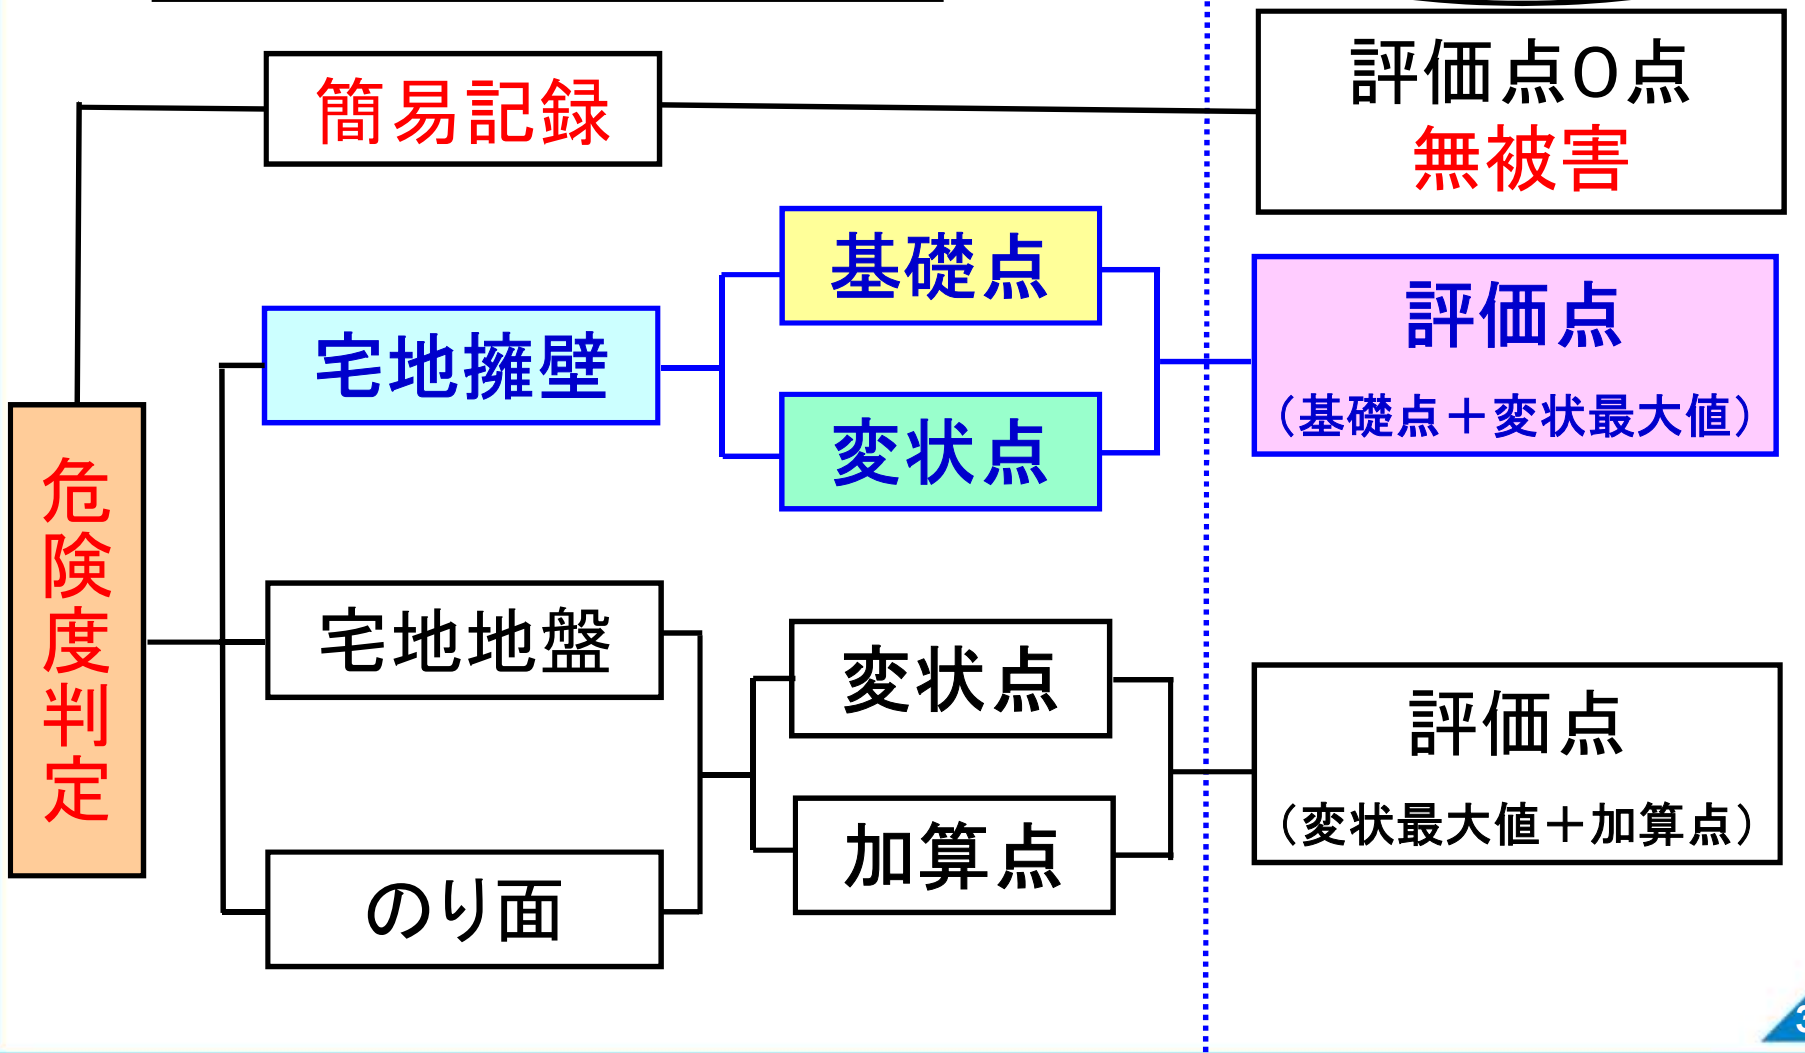 簡易記録
評価点0点
無被害
危険度判定
宅地擁壁
基礎点
変状点
評価点
(基礎点＋変状最大値)
宅地地盤
のり面
変状点
加算点
評価点
(変状最大値＋加算点)